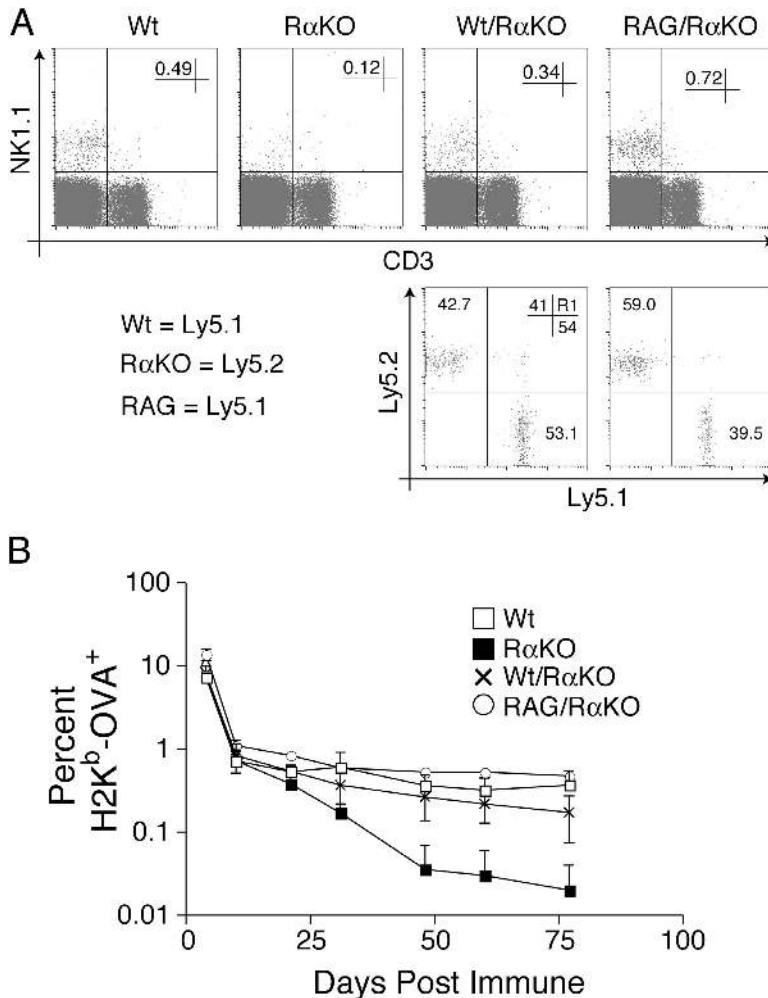 A
Wt
RαKO
Wt/RαKO
RAG/RαKO
NK1.1
0.49
0.12
0.34
0.72
CD3
Wt = Ly5.1
RαKO = Ly5.2
RAG = Ly5.1
Ly5.2
42.7
41 R1
54
53.1
59.0
39.5
Ly5.1
B
Percent
H2Kᵇ-OVA⁺
100
10
1
0.1
0.01
Wt
RαKO
Wt/RαKO
RAG/RαKO
0
25
50
75
100
Days Post Immune